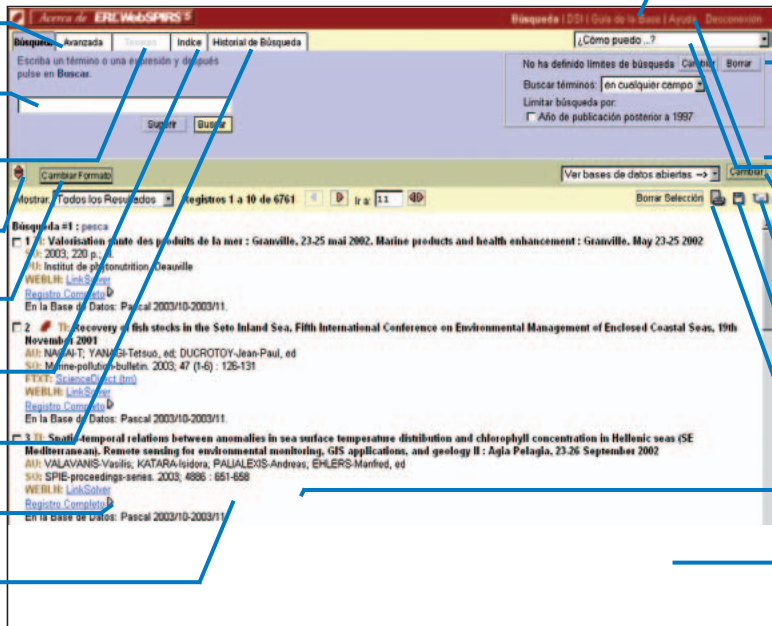 Acerca de ERL WebSPIRS 5
Búsqueda | DSI | Guía de la Base | Ayuda Desconexión
Búsqueda Avanzada Indice Historial de Búsqueda
¿Cómo puedo ...?
Escriba un término o una expresión y después
pulse en Buscar.
Sugerir Buscar
No ha definido límites de búsqueda Cambiar Borrar
Buscar términos: en cualquier campo
Limitar búsqueda por:
Año de publicación posterior a 1997
Cambiar Formato
Ver bases de datos abiertas --> Cambiar
Mostrar: Todos los Resultados Registros 1 a 10 de 6761 Ir a: 11
Borrar Selección
Búsqueda #1 : pesca
1 TI: Valorisation sante des produits de la mer : Granville, 23-25 mai 2002. Marine products and health enhancement : Granville, May 23-25 2002
SO: 2003; 220 p.; il.
PU: Institut de phytonutrition, Deauville
WEBLH: LinkSolver
Registro Completo
En la Base de Datos: Pascal 2003/10-2003/11.
2 TI: Recovery of fish stocks in the Seto Inland Sea. Fifth International Conference on Environmental Management of Enclosed Coastal Seas, 19th
November 2001
AU: NAGAI-T; YANAGI-Tetsuo, ed; DUCROTOY-Jean-Paul, ed
SO: Marine-pollution-bulletin. 2003; 47 (1-6) : 126-131
FTXT: ScienceDirect (tm)
WEBLH: LinkSolver
Registro Completo
En la Base de Datos: Pascal 2003/10-2003/11.
3 TI: Spatio-temporal relations between anomalies in sea surface temperature distribution and chlorophyll concentration in Hellenic seas (SE
Mediterranean). Remote sensing for environmental monitoring, GIS applications, and geology II : Agia Pelagia, 23-26 September 2002
AU: VALAVANIS-Vasilis; KATARA-Isidora; PALIALEXIS-Andreas; EHLERS-Manfred, ed
SO: SPIE-proceedings-series. 2003; 4886 : 651-658
WEBLH: LinkSolver
Registro Completo
En la Base de Datos: Pascal 2003/10-2003/11